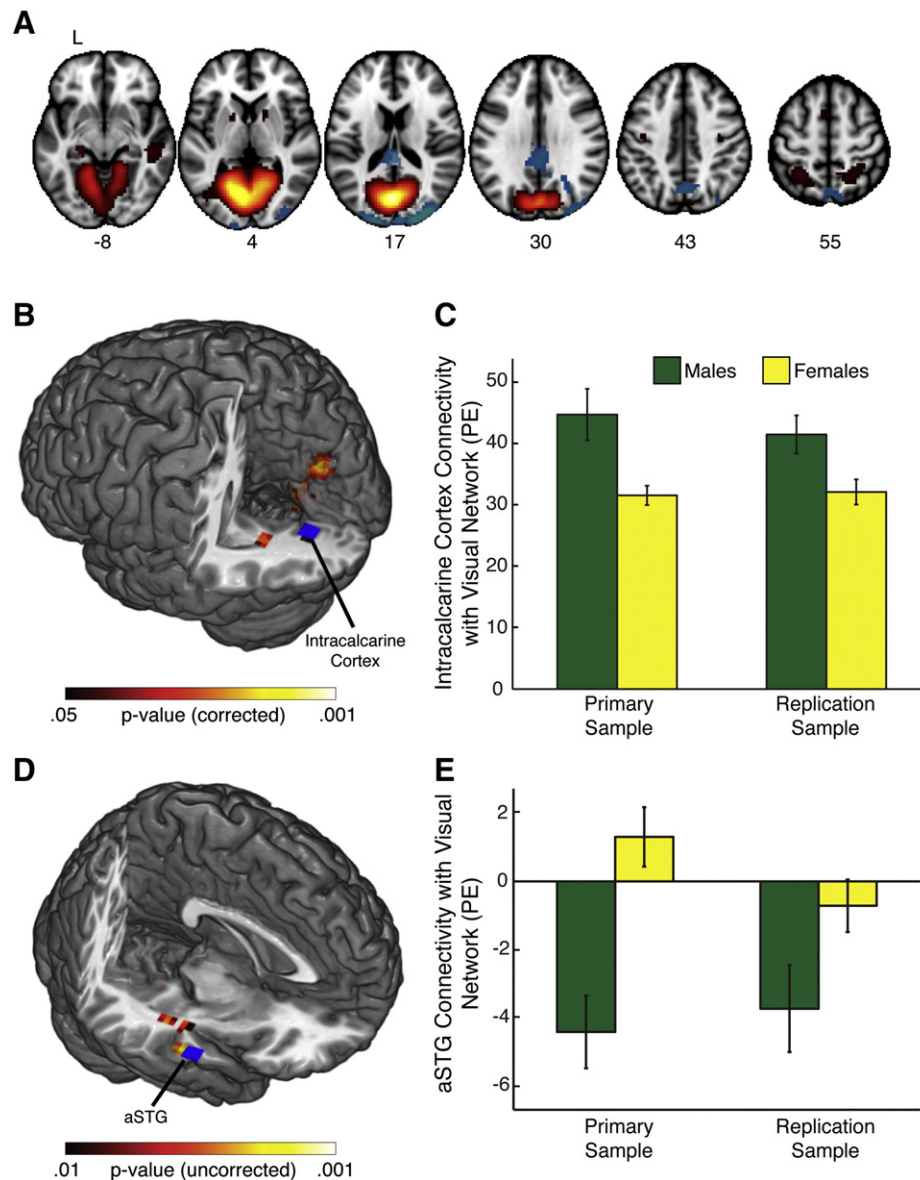 A
L
-8 4 17 30 43 55
B
Intracalcarine
Cortex
.05 p-value (corrected) .001
C
Males Females
Intracalcarine Cortex Connectivity
with Visual Network (PE)
50
40
30
20
10
0
Primary
Sample
Replication
Sample
D
aSTG
.01 p-value (uncorrected) .001
E
aSTG Connectivity with Visual
Network (PE)
2
0
-2
-4
-6
Primary
Sample
Replication
Sample